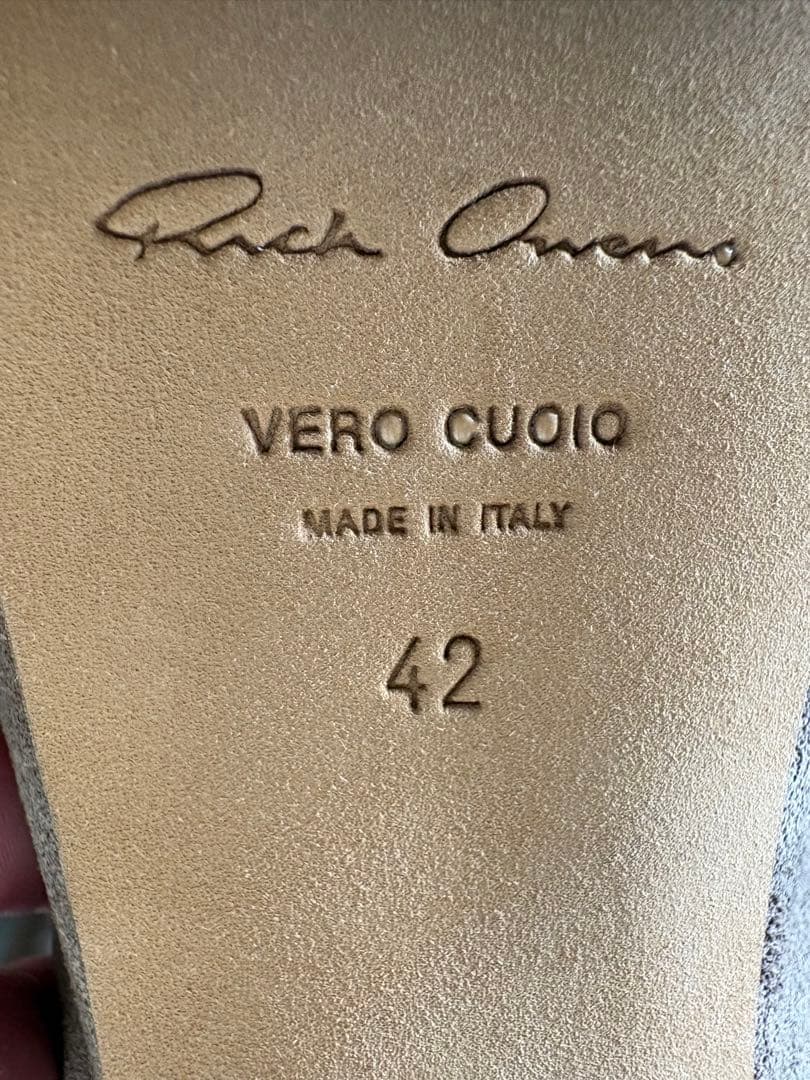 Rick Owens
VERO CUOIO
MADE IN ITALY
42